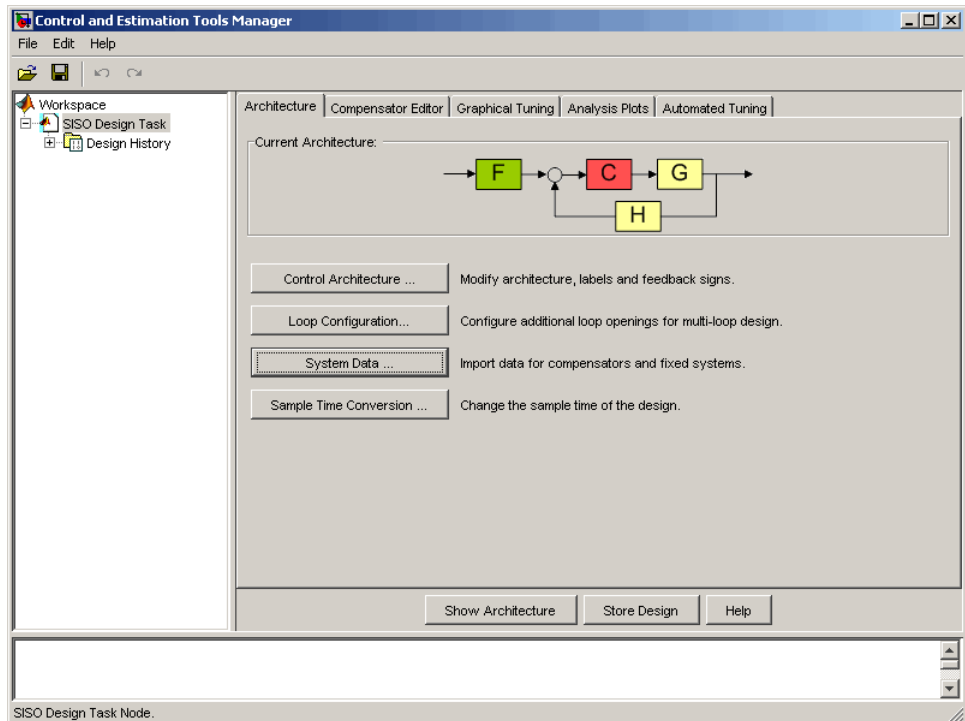 Control and Estimation Tools Manager
File Edit Help
Workspace
SISO Design Task
Design History
Architecture Compensator Editor Graphical Tuning Analysis Plots Automated Tuning
Current Architecture:
F C G
H
Control Architecture ... Modify architecture, labels and feedback signs.
Loop Configuration... Configure additional loop openings for multi-loop design.
System Data ... Import data for compensators and fixed systems.
Sample Time Conversion ... Change the sample time of the design.
Show Architecture Store Design Help
SISO Design Task Node.